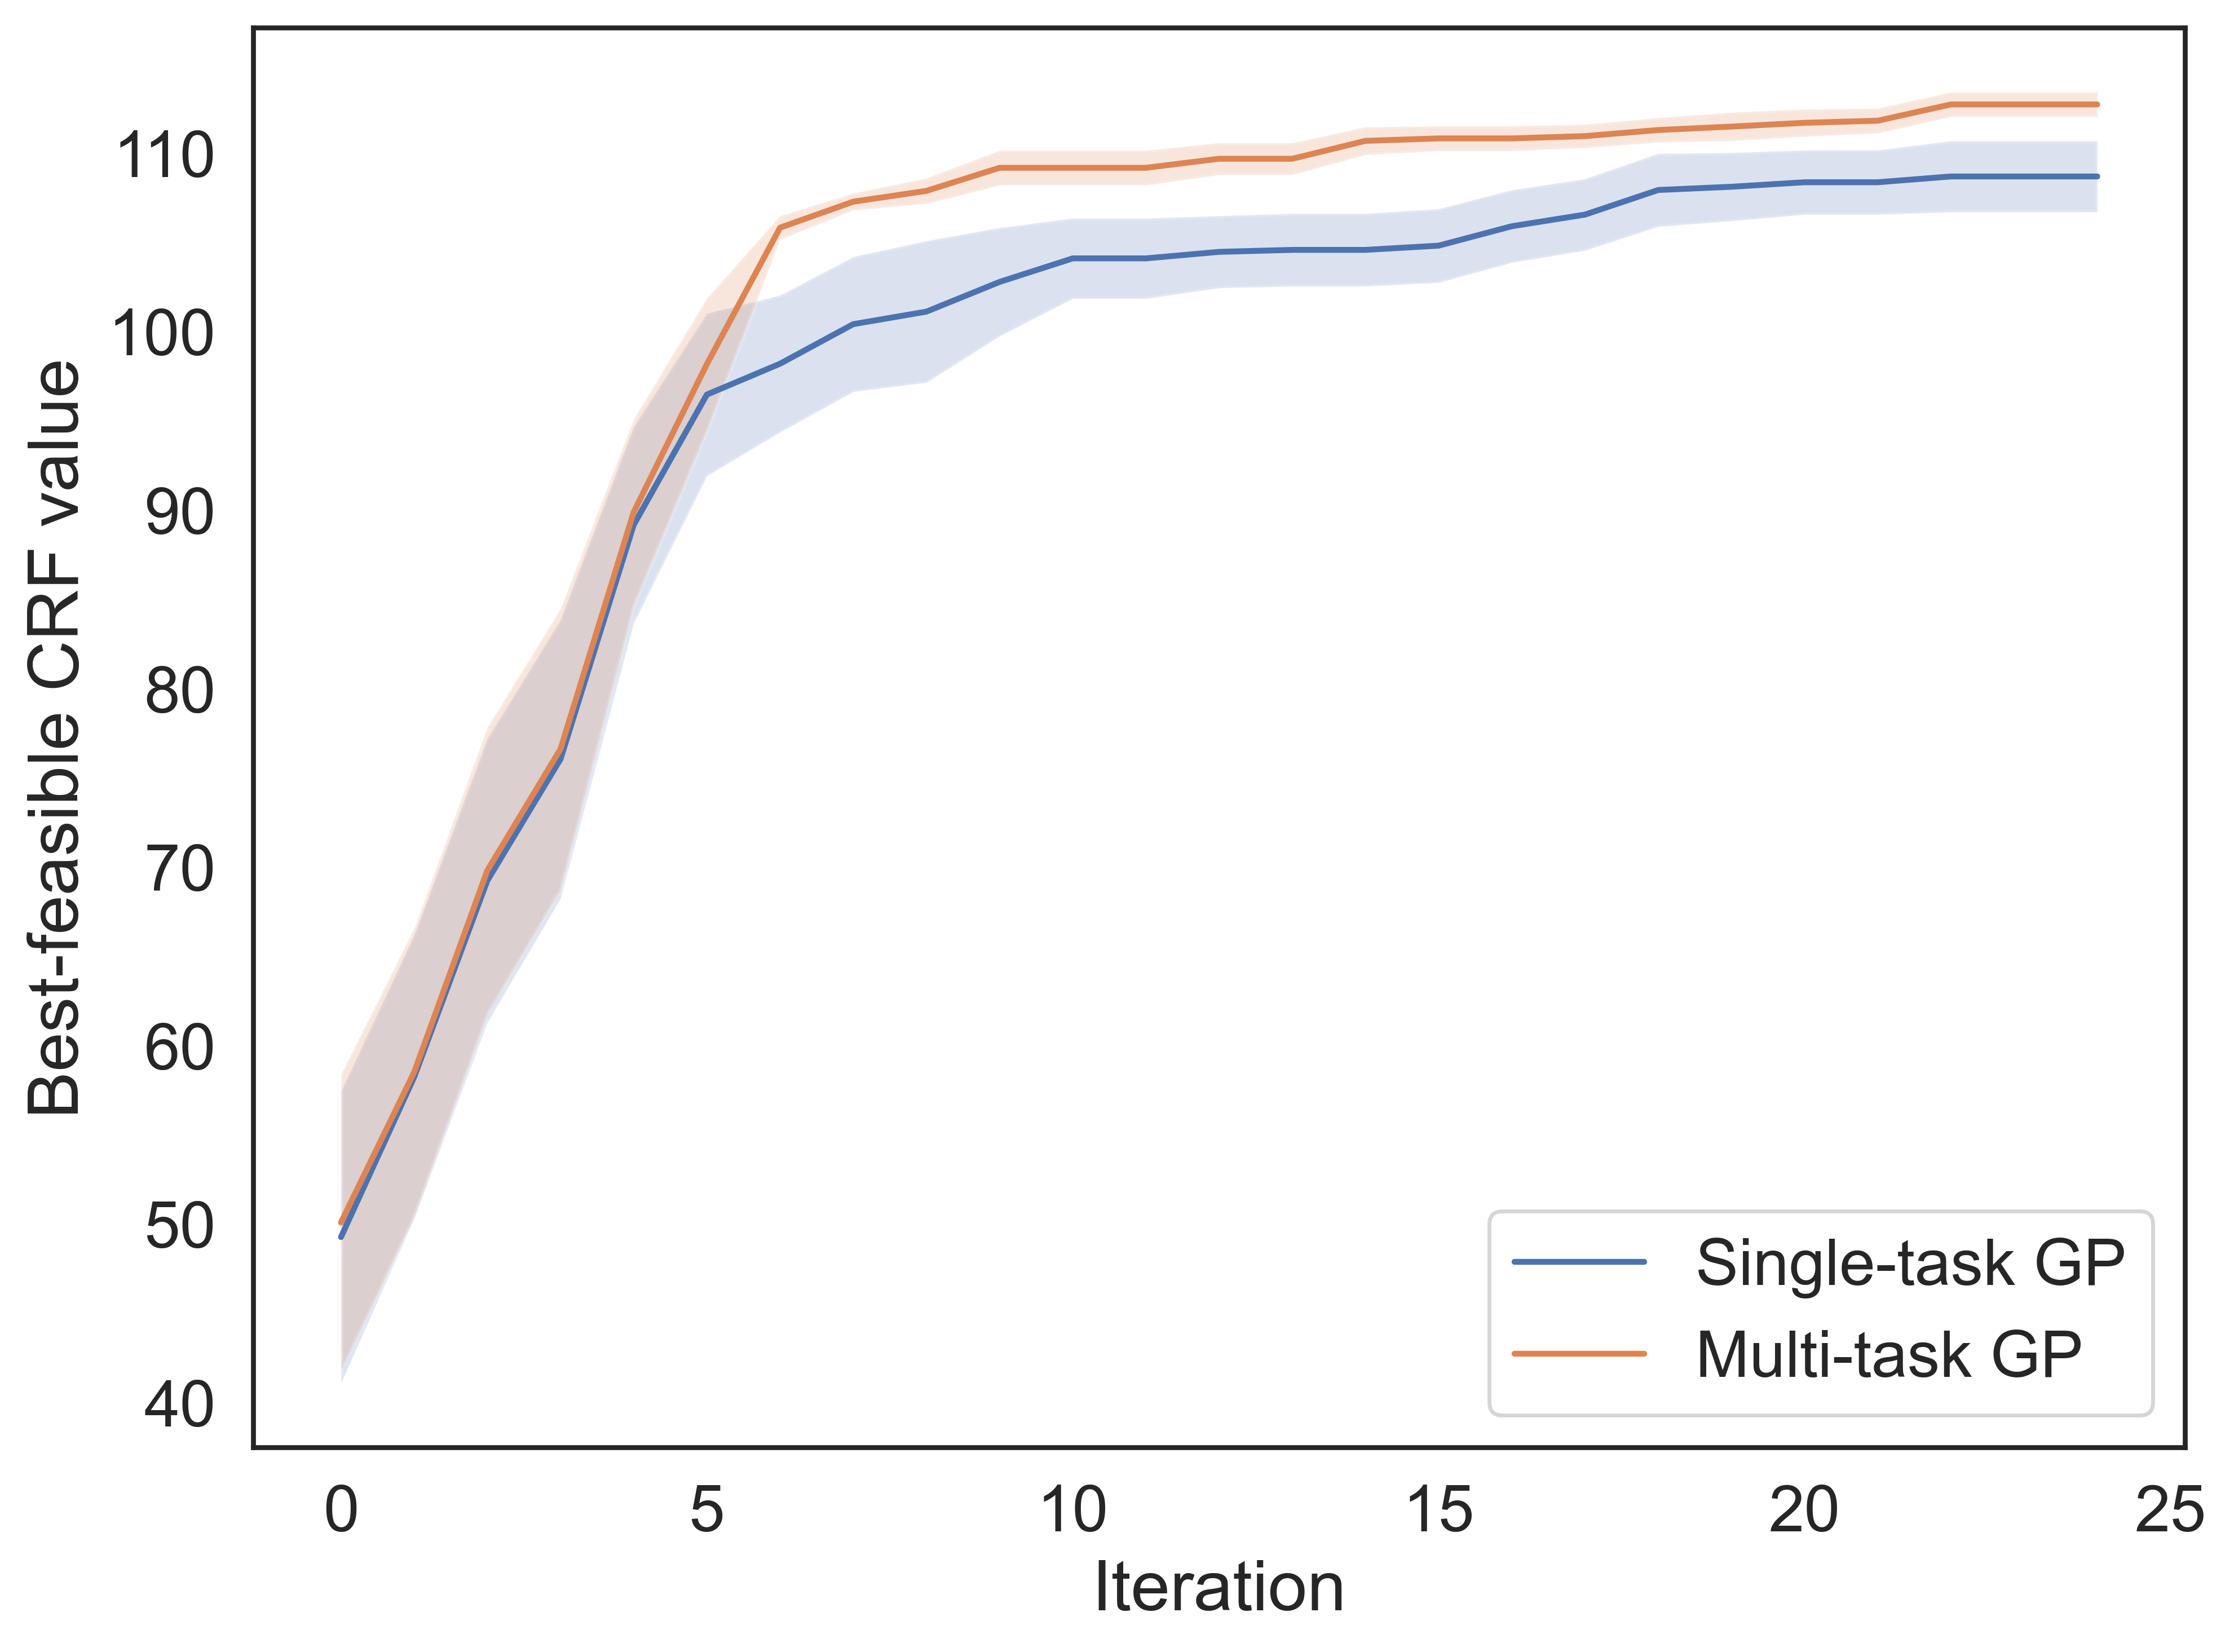 Best-feasible CRF value
110
100
90
80
70
60
50
40
Single-task GP
Multi-task GP
0 5 10 15 20 25
Iteration